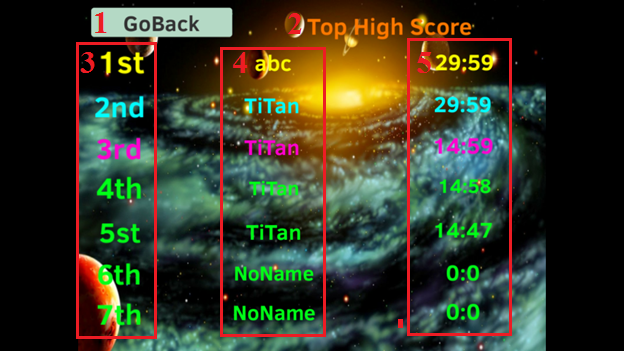 1 GoBack 2 Top High Score
3 1st 4 abc 5 29:59
2nd TiTan 29:59
3rd TiTan 14:59
4th TiTan 14:58
5st TiTan 14:47
6th NoName 0:0
7th NoName 0:0